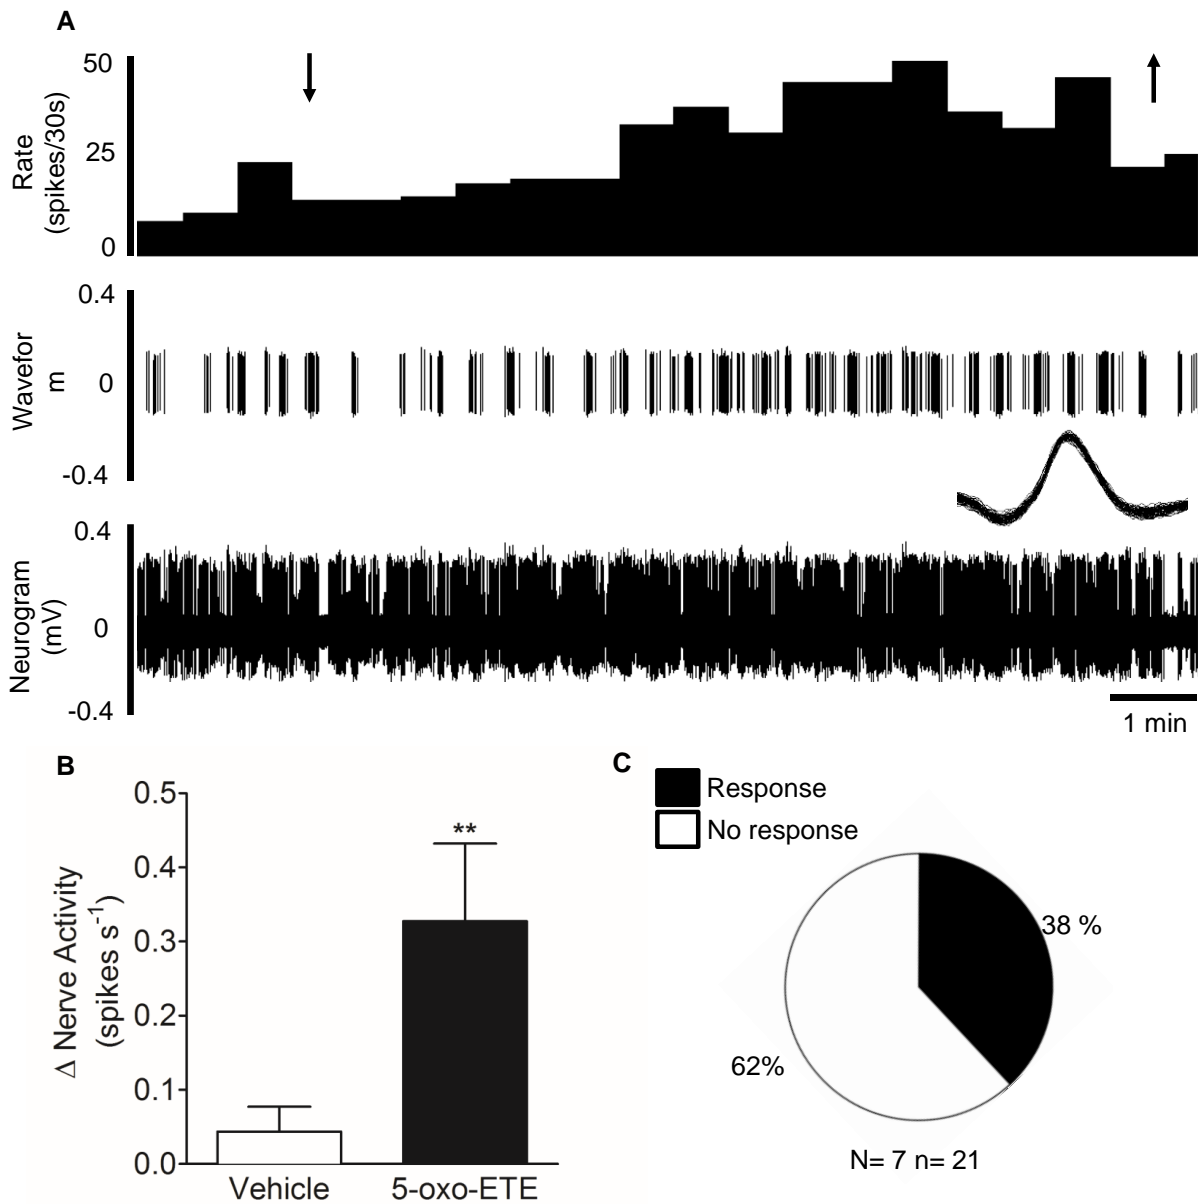 A
50
25
0
Rate
(spikes/30s)
0.4
0
-0.4
Wavefor
m
0.4
0
-0.4
Neurogram
(mV)
1 min
B
0.5
0.4
0.3
0.2
0.1
0.0
Δ Nerve Activity
(spikes s⁻¹)
**
Vehicle
5-oxo-ETE
C
Response
No response
38 %
62%
N= 7 n= 21